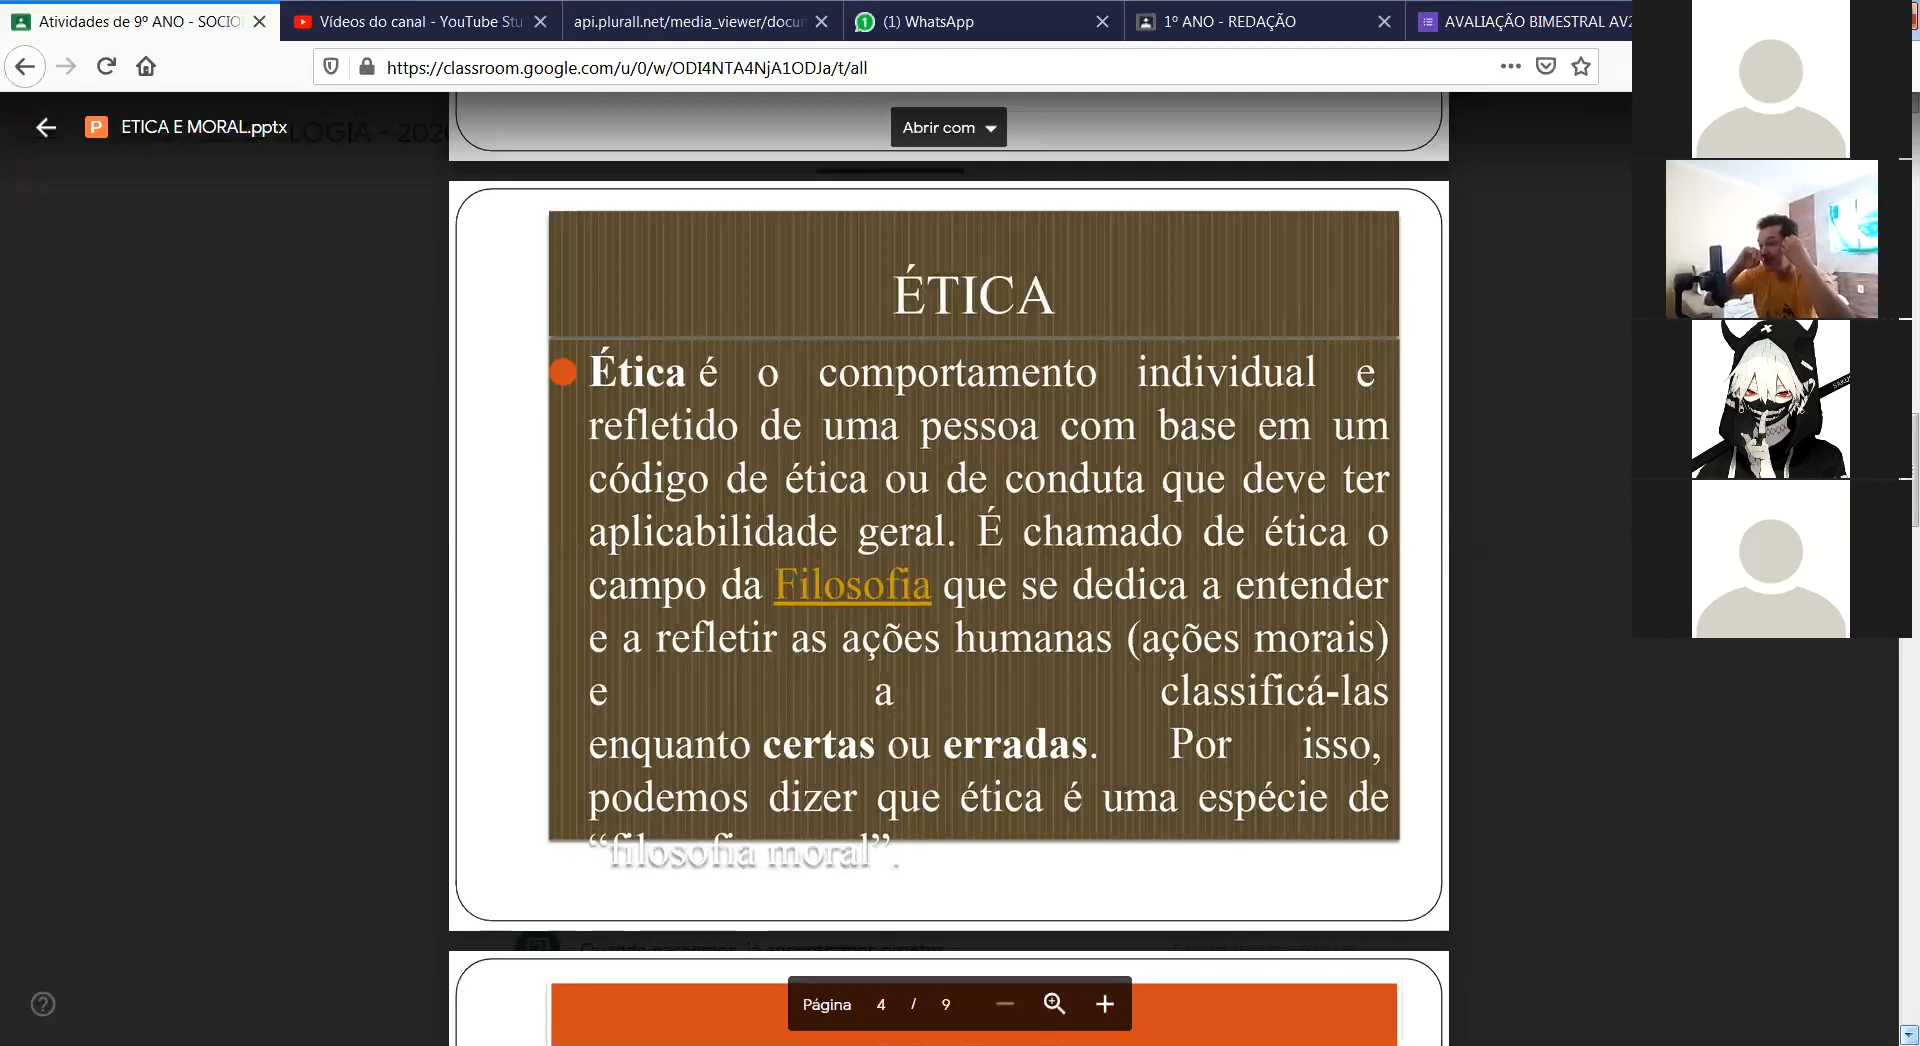 Atividades de 9º ANO - SOCIO
Vídeos do canal - YouTube Stu
api.plurall.net/media_viewer/docu
(1) WhatsApp
1º ANO - REDAÇÃO
AVALIAÇÃO BIMESTRAL AV2
https://classroom.google.com/u/0/w/ODI4NTA4NjA1ODJa/t/all
ETICA E MORAL.pptx
OLOGIA - 202
Abrir com
ÉTICA
Ética é o comportamento individual e
refletido de uma pessoa com base em um
código de ética ou de conduta que deve ter
aplicabilidade geral. É chamado de ética o
campo da Filosofia que se dedica a entender
e a refletir as ações humanas (ações morais)
e a classificá-las
enquanto certas ou erradas. Por isso,
podemos dizer que ética é uma espécie de
“filosofia moral”.
Página 4 / 9